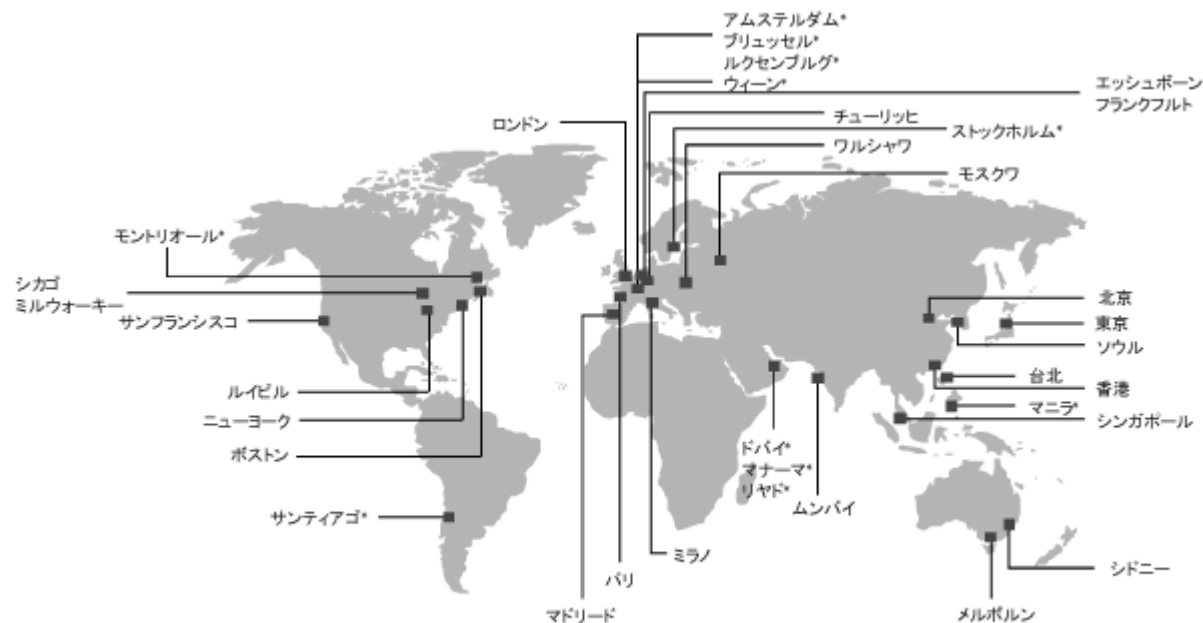 アムステルダム*
ブリュッセル*
ルクセンブルグ*
ウィーン*
エッシュボーン
フランクフルト
チューリッヒ
ロンドン
ストックホルム*
ワルシャワ
モスクワ
モントリオール*
シカゴ
ミルウォーキー
サンフランシスコ
北京
東京
ソウル
台北
香港
マニラ*
シンガポール
ルイビル
ニューヨーク
ボストン
ドバイ*
マナーマ*
リヤド*
ムンバイ
サンティアゴ*
ミラノ
パリ
マドリード
シドニー
メルボルン